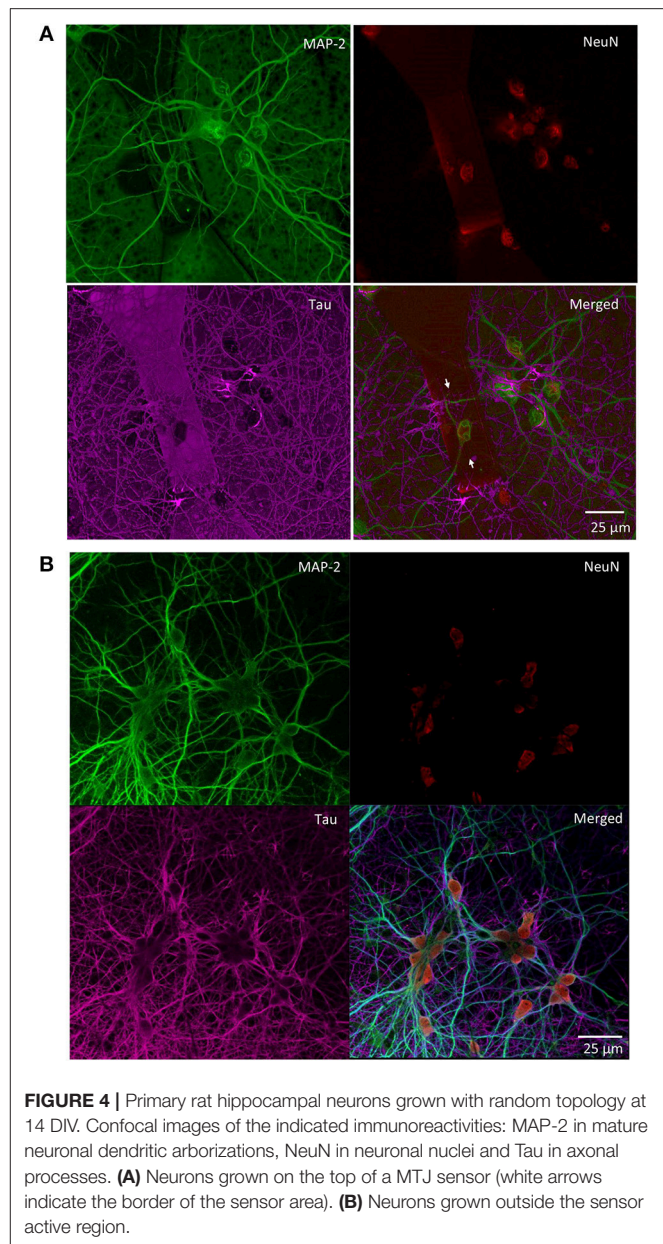 A
MAP-2
NeuN
Tau
Merged
25 µm
B
MAP-2
NeuN
Tau
Merged
25 µm
FIGURE 4 | Primary rat hippocampal neurons grown with random topology at
14 DIV. Confocal images of the indicated immunoreactivities: MAP-2 in mature
neuronal dendritic arborizations, NeuN in neuronal nuclei and Tau in axonal
processes. (A) Neurons grown on the top of a MTJ sensor (white arrows
indicate the border of the sensor area). (B) Neurons grown outside the sensor
active region.